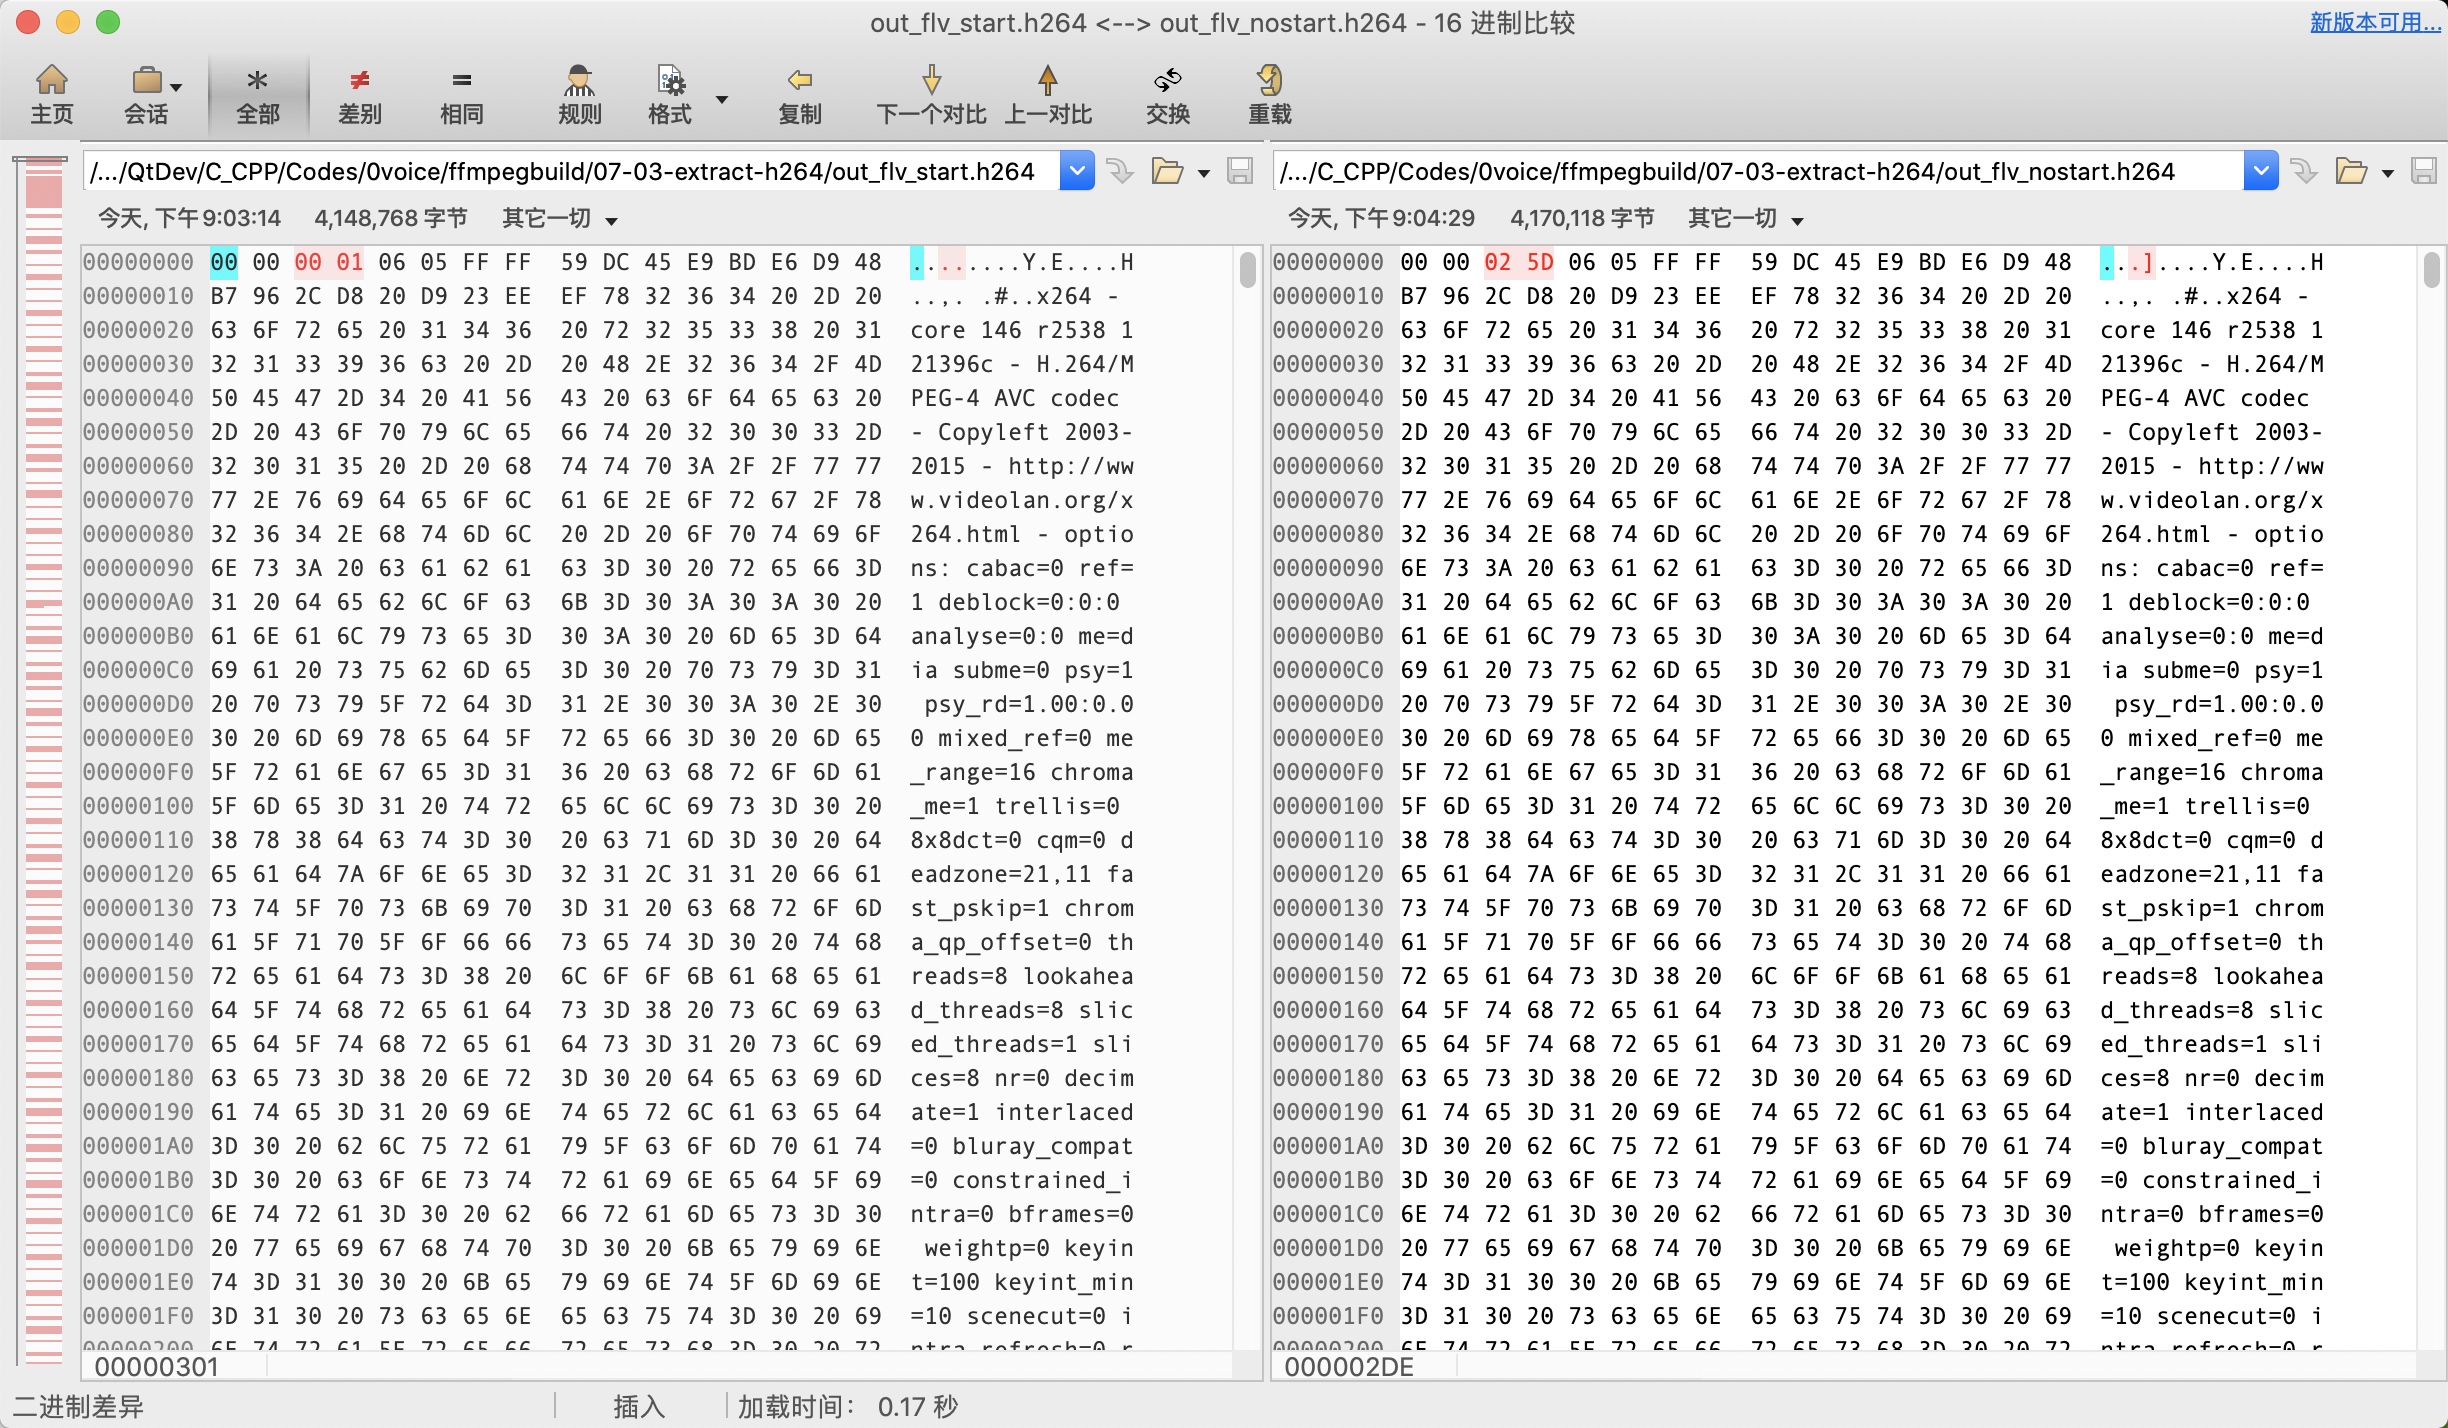 out_flv_start.h264 <--> out_flv_nostart.h264 - 16 进制比较
新版本可用...
主页 会话 全部 差别 相同 规则 格式 复制 下一个对比 上一对比 交换 重载
/.../QtDev/C_CPP/Codes/0voice/ffmpegbuild/07-03-extract-h264/out_flv_start.h264
今天, 下午9:03:14 4,148,768 字节 其它一切
00000000 00 00 00 01 06 05 FF FF 59 DC 45 E9 BD E6 D9 48 ........Y.E....H
00000010 B7 96 2C D8 20 D9 23 EE EF 78 32 36 34 20 2D 20 ..,. .#..x264 -
00000020 63 6F 72 65 20 31 34 36 20 72 32 35 33 38 20 31 core 146 r2538 1
00000030 32 31 33 39 36 63 20 2D 20 48 2E 32 36 34 2F 4D 21396c - H.264/M
00000040 50 45 47 2D 34 20 41 56 43 20 63 6F 64 65 63 20 PEG-4 AVC codec
00000050 2D 20 43 6F 70 79 6C 65 66 74 20 32 30 30 33 2D - Copyleft 2003-
00000060 32 30 31 35 20 2D 20 68 74 74 70 3A 2F 2F 77 77 2015 - http://ww
00000070 77 2E 76 69 64 65 6F 6C 61 6E 2E 6F 72 67 2F 78 w.videolan.org/x
00000080 32 36 34 2E 68 74 6D 6C 20 2D 20 6F 70 74 69 6F 264.html - optio
00000090 6E 73 3A 20 63 61 62 61 63 3D 30 20 72 65 66 3D ns: cabac=0 ref=
000000A0 31 20 64 65 62 6C 6F 63 6B 3D 30 3A 30 3A 30 20 1 deblock=0:0:0
000000B0 61 6E 61 6C 79 73 65 3D 30 3A 30 20 6D 65 3D 64 analyse=0:0 me=d
000000C0 69 61 20 73 75 62 6D 65 3D 30 20 70 73 79 3D 31 ia subme=0 psy=1
000000D0 20 70 73 79 5F 72 64 3D 31 2E 30 30 3A 30 2E 30 psy_rd=1.00:0.0
000000E0 30 20 6D 69 78 65 64 5F 72 65 66 3D 30 20 6D 65 0 mixed_ref=0 me
000000F0 5F 72 61 6E 67 65 3D 31 36 20 63 68 72 6F 6D 61 _range=16 chroma
00000100 5F 6D 65 3D 31 20 74 72 65 6C 6C 69 73 3D 30 20 _me=1 trellis=0
00000110 38 78 38 64 63 74 3D 30 20 63 71 6D 3D 30 20 64 8x8dct=0 cqm=0 d
00000120 65 61 64 7A 6F 6E 65 3D 32 31 2C 31 31 20 66 61 eadzone=21,11 fa
00000130 73 74 5F 70 73 6B 69 70 3D 31 20 63 68 72 6F 6D st_pskip=1 chrom
00000140 61 5F 71 70 5F 6F 66 66 73 65 74 3D 30 20 74 68 a_qp_offset=0 th
00000150 72 65 61 64 73 3D 38 20 6C 6F 6F 6B 61 68 65 61 reads=8 lookahea
00000160 64 5F 74 68 72 65 61 64 73 3D 38 20 73 6C 69 63 d_threads=8 slic
00000170 65 64 5F 74 68 72 65 61 64 73 3D 31 20 73 6C 69 ed_threads=1 sli
00000180 63 65 73 3D 38 20 6E 72 3D 30 20 64 65 63 69 6D ces=8 nr=0 decim
00000190 61 74 65 3D 31 20 69 6E 74 65 72 6C 61 63 65 64 ate=1 interlaced
000001A0 3D 30 20 62 6C 75 72 61 79 5F 63 6F 6D 70 61 74 =0 bluray_compat
000001B0 3D 30 20 63 6F 6E 73 74 72 61 69 6E 65 64 5F 69 =0 constrained_i
000001C0 6E 74 72 61 3D 30 20 62 66 72 61 6D 65 73 3D 30 ntra=0 bframes=0
000001D0 20 77 65 69 67 68 74 70 3D 30 20 6B 65 79 69 6E weightp=0 keyin
000001E0 74 3D 31 30 30 20 6B 65 79 69 6E 74 5F 6D 69 6E t=100 keyint_min
000001F0 3D 31 30 20 73 63 65 6E 65 63 75 74 3D 30 20 69 =10 scenecut=0 i
00000200 6E 74 72 61 5F 72 65 66 72 65 73 68 3D 30 20 72 ntra_refresh=0 r
00000301
/.../C_CPP/Codes/0voice/ffmpegbuild/07-03-extract-h264/out_flv_nostart.h264
今天, 下午9:04:29 4,170,118 字节 其它一切
00000000 00 00 02 5D 06 05 FF FF 59 DC 45 E9 BD E6 D9 48 ...]....Y.E....H
00000010 B7 96 2C D8 20 D9 23 EE EF 78 32 36 34 20 2D 20 ..,. .#..x264 -
00000020 63 6F 72 65 20 31 34 36 20 72 32 35 33 38 20 31 core 146 r2538 1
00000030 32 31 33 39 36 63 20 2D 20 48 2E 32 36 34 2F 4D 21396c - H.264/M
00000040 50 45 47 2D 34 20 41 56 43 20 63 6F 64 65 63 20 PEG-4 AVC codec
00000050 2D 20 43 6F 70 79 6C 65 66 74 20 32 30 30 33 2D - Copyleft 2003-
00000060 32 30 31 35 20 2D 20 68 74 74 70 3A 2F 2F 77 77 2015 - http://ww
00000070 77 2E 76 69 64 65 6F 6C 61 6E 2E 6F 72 67 2F 78 w.videolan.org/x
00000080 32 36 34 2E 68 74 6D 6C 20 2D 20 6F 70 74 69 6F 264.html - optio
00000090 6E 73 3A 20 63 61 62 61 63 3D 30 20 72 65 66 3D ns: cabac=0 ref=
000000A0 31 20 64 65 62 6C 6F 63 6B 3D 30 3A 30 3A 30 20 1 deblock=0:0:0
000000B0 61 6E 61 6C 79 73 65 3D 30 3A 30 20 6D 65 3D 64 analyse=0:0 me=d
000000C0 69 61 20 73 75 62 6D 65 3D 30 20 70 73 79 3D 31 ia subme=0 psy=1
000000D0 20 70 73 79 5F 72 64 3D 31 2E 30 30 3A 30 2E 30 psy_rd=1.00:0.0
000000E0 30 20 6D 69 78 65 64 5F 72 65 66 3D 30 20 6D 65 0 mixed_ref=0 me
000000F0 5F 72 61 6E 67 65 3D 31 36 20 63 68 72 6F 6D 61 _range=16 chroma
00000100 5F 6D 65 3D 31 20 74 72 65 6C 6C 69 73 3D 30 20 _me=1 trellis=0
00000110 38 78 38 64 63 74 3D 30 20 63 71 6D 3D 30 20 64 8x8dct=0 cqm=0 d
00000120 65 61 64 7A 6F 6E 65 3D 32 31 2C 31 31 20 66 61 eadzone=21,11 fa
00000130 73 74 5F 70 73 6B 69 70 3D 31 20 63 68 72 6F 6D st_pskip=1 chrom
00000140 61 5F 71 70 5F 6F 66 66 73 65 74 3D 30 20 74 68 a_qp_offset=0 th
00000150 72 65 61 64 73 3D 38 20 6C 6F 6F 6B 61 68 65 61 reads=8 lookahea
00000160 64 5F 74 68 72 65 61 64 73 3D 38 20 73 6C 69 63 d_threads=8 slic
00000170 65 64 5F 74 68 72 65 61 64 73 3D 31 20 73 6C 69 ed_threads=1 sli
00000180 63 65 73 3D 38 20 6E 72 3D 30 20 64 65 63 69 6D ces=8 nr=0 decim
00000190 61 74 65 3D 31 20 69 6E 74 65 72 6C 61 63 65 64 ate=1 interlaced
000001A0 3D 30 20 62 6C 75 72 61 79 5F 63 6F 6D 70 61 74 =0 bluray_compat
000001B0 3D 30 20 63 6F 6E 73 74 72 61 69 6E 65 64 5F 69 =0 constrained_i
000001C0 6E 74 72 61 3D 30 20 62 66 72 61 6D 65 73 3D 30 ntra=0 bframes=0
000001D0 20 77 65 69 67 68 74 70 3D 30 20 6B 65 79 69 6E weightp=0 keyin
000001E0 74 3D 31 30 30 20 6B 65 79 69 6E 74 5F 6D 69 6E t=100 keyint_min
000001F0 3D 31 30 20 73 63 65 6E 65 63 75 74 3D 30 20 69 =10 scenecut=0 i
00000200 6E 74 72 61 5F 72 65 66 72 65 73 68 3D 30 20 72 ntra_refresh=0 r
000002DE
二进制差异 插入 加载时间： 0.17 秒